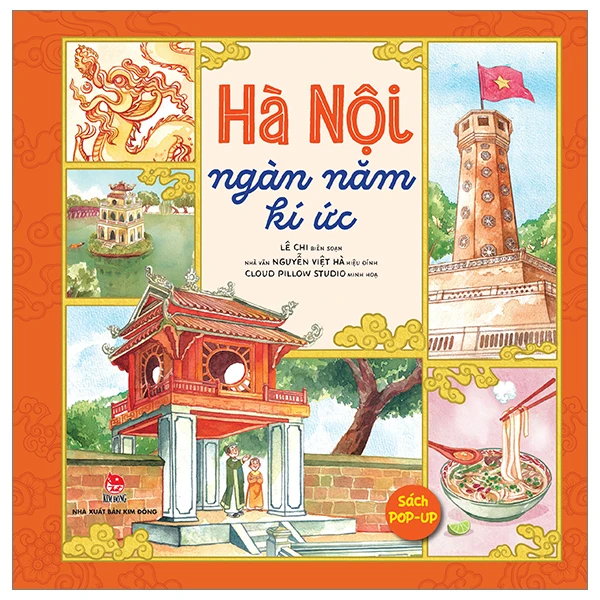 Hà Nội
ngàn năm
kí ức
LÊ CHI BIÊN SOẠN
NHÀ VĂN NGUYỄN VIỆT HÀ HIỆU ĐÍNH
CLOUD PILLOW STUDIO MINH HOẠ
KIM ĐỒNG
NHÀ XUẤT BẢN KIM ĐỒNG
Sách
POP-UP